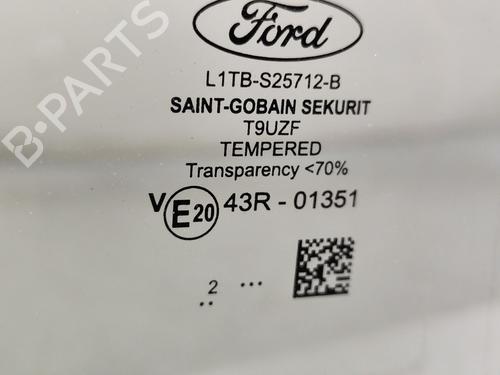 B-PARTS
Ford
L1TB-S25712-B
SAINT-GOBAIN SEKURIT
T9UZF
TEMPERED
Transparency <70%
V E20 43R - 01351
2 ...
..